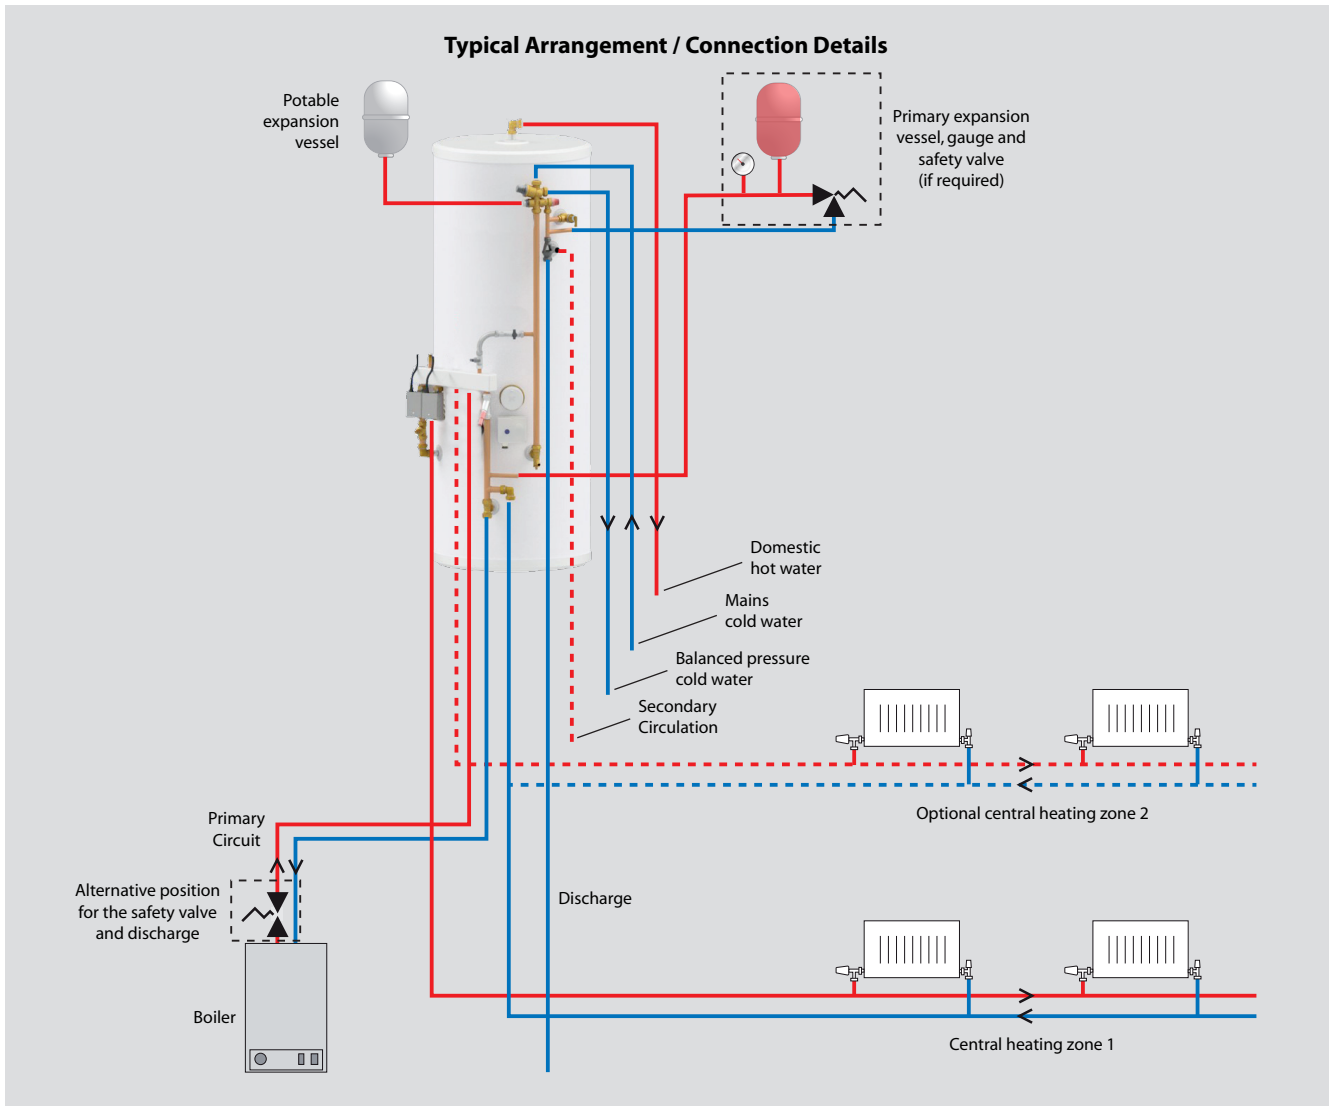 Typical Arrangement / Connection Details
Potable
expansion
vessel
Primary expansion
vessel, gauge and
safety valve
(if required)
Domestic
hot water
Mains
cold water
Balanced pressure
cold water
Secondary
Circulation
Optional central heating zone 2
Primary
Circuit
Alternative position
for the safety valve
and discharge
Discharge
Boiler
Central heating zone 1